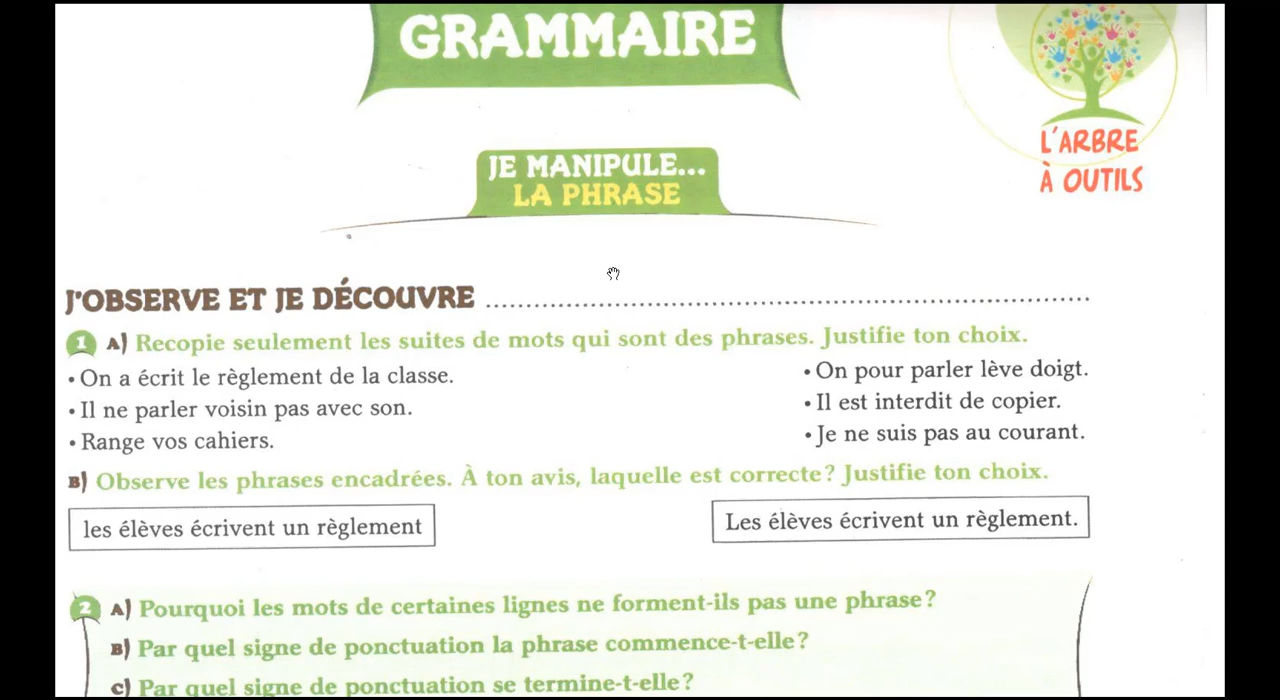 GRAMMAIRE
L'ARBRE
À OUTILS
JE MANIPULE...
LA PHRASE
J'OBSERVE ET JE DÉCOUVRE
1 A) Recopie seulement les suites de mots qui sont des phrases. Justifie ton choix.
• On a écrit le règlement de la classe.
• Il ne parler voisin pas avec son.
• Range vos cahiers.
• On pour parler lève doigt.
• Il est interdit de copier.
• Je ne suis pas au courant.
B) Observe les phrases encadrées. À ton avis, laquelle est correcte ? Justifie ton choix.
les élèves écrivent un règlement
Les élèves écrivent un règlement.
2 A) Pourquoi les mots de certaines lignes ne forment-ils pas une phrase ?
B) Par quel signe de ponctuation la phrase commence-t-elle ?
C) Par quel signe de ponctuation se termine-t-elle ?